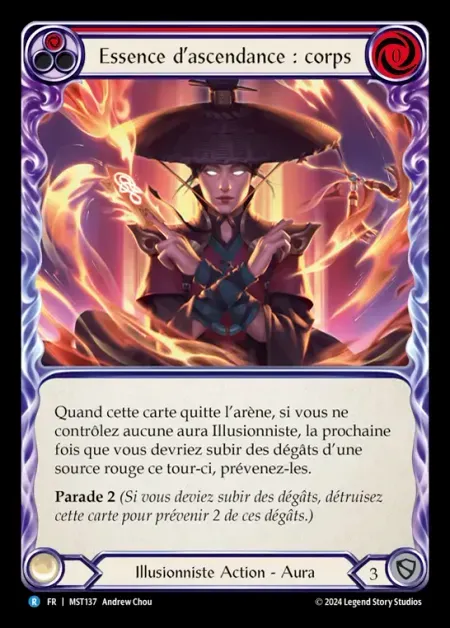 Essence d'ascendance : corps
0
Quand cette carte quitte l'arène, si vous ne
contrôlez aucune aura Illusionniste, la prochaine
fois que vous devriez subir des dégâts d'une
source rouge ce tour-ci, prévenez-les.
Parade 2 (Si vous deviez subir des dégâts, détruisez
cette carte pour prévenir 2 de ces dégâts.)
Illusionniste Action - Aura
3
R FR | MST137 Andrew Chou
© 2024 Legend Story Studios